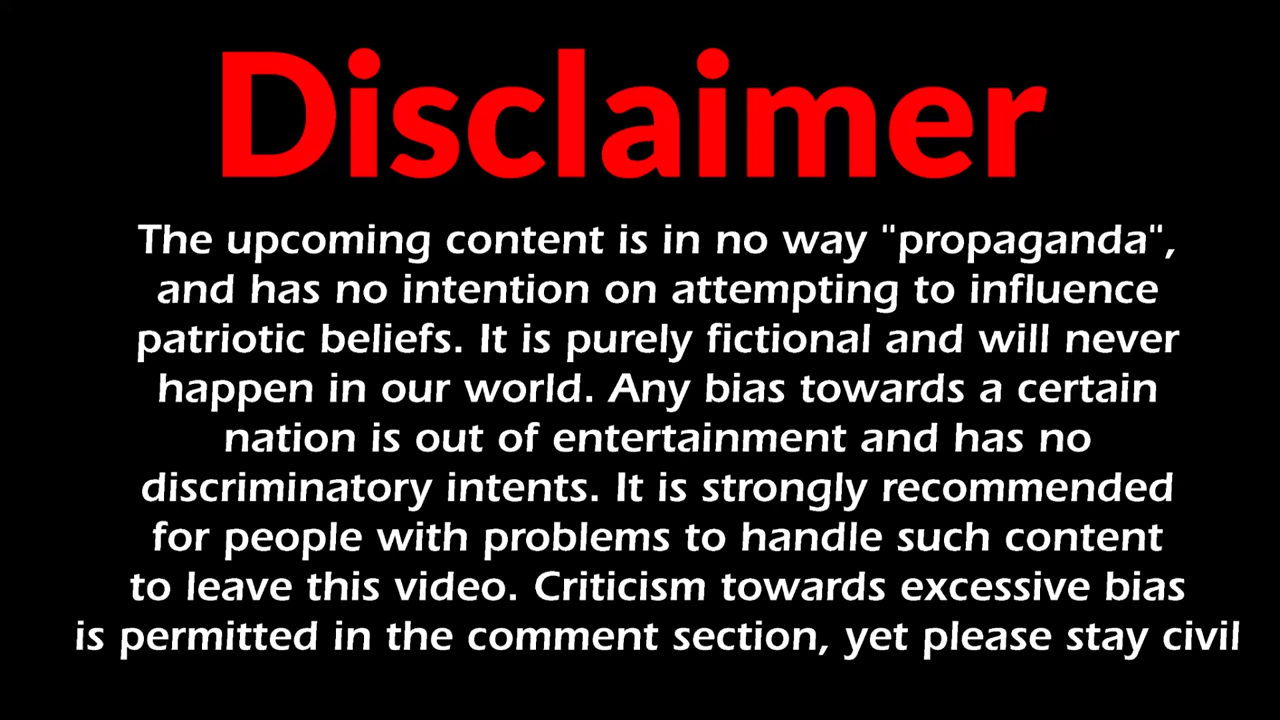 Disclaimer
The upcoming content is in no way "propaganda",
and has no intention on attempting to influence
patriotic beliefs. It is purely fictional and will never
happen in our world. Any bias towards a certain
nation is out of entertainment and has no
discriminatory intents. It is strongly recommended
for people with problems to handle such content
to leave this video. Criticism towards excessive bias
is permitted in the comment section, yet please stay civil